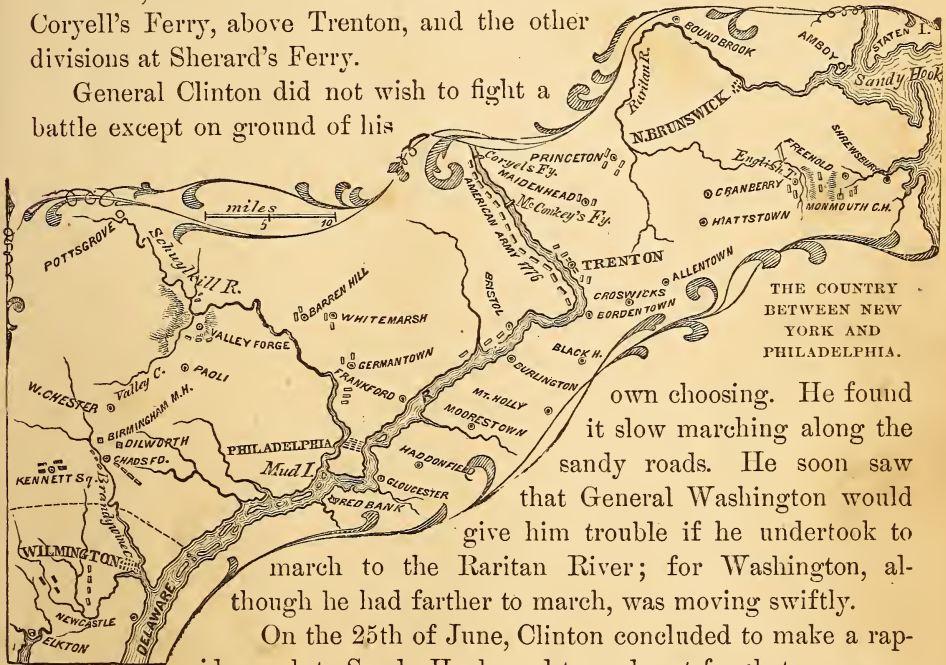 Coryell's Ferry, above Trenton, and the other
divisions at Sherard's Ferry.
General Clinton did not wish to fight a
battle except on ground of his
BOUND BROOK
AMBOY
STATEN I.
Sandy Hook
Raritan R.
N. BRUNSWICK
SHREWSBURY
FREEHOLD
English T.
MONMOUTH C.H.
CRANBERRY
HIATTSTOWN
PRINCETON
Coryel's Fy.
MAIDENHEAD
McConkey's Fy.
AMERICAN ARMY 1776
TRENTON
ALLENTOWN
CROSWICKS
BORDENTOWN
miles
5 10
POTTSGROVE
Schuylkill R.
BARREN HILL
WHITEMARSH
BRISTOL
VALLEY FORGE
GERMANTOWN
FRANKFORD
BLACK H.
BURLINGTON
MT. HOLLY
MOORESTOWN
Valley C.
PAOLI
W. CHESTER
BIRMINGHAM M.H.
DILWORTH
CHADS FD.
KENNETT Sq.
Brandywine C.
PHILADELPHIA
Mud I.
HADDONFIELD
GLOUCESTER
RED BANK
WILMINGTON
NEWCASTLE
DELAWARE
R.
ELKTON
THE COUNTRY
BETWEEN NEW
YORK AND
PHILADELPHIA.
own choosing. He found
it slow marching along the
sandy roads. He soon saw
that General Washington would
give him trouble if he undertook to
march to the Raritan River; for Washington, al-
though he had farther to march, was moving swiftly.
On the 25th of June, Clinton concluded to make a rap-